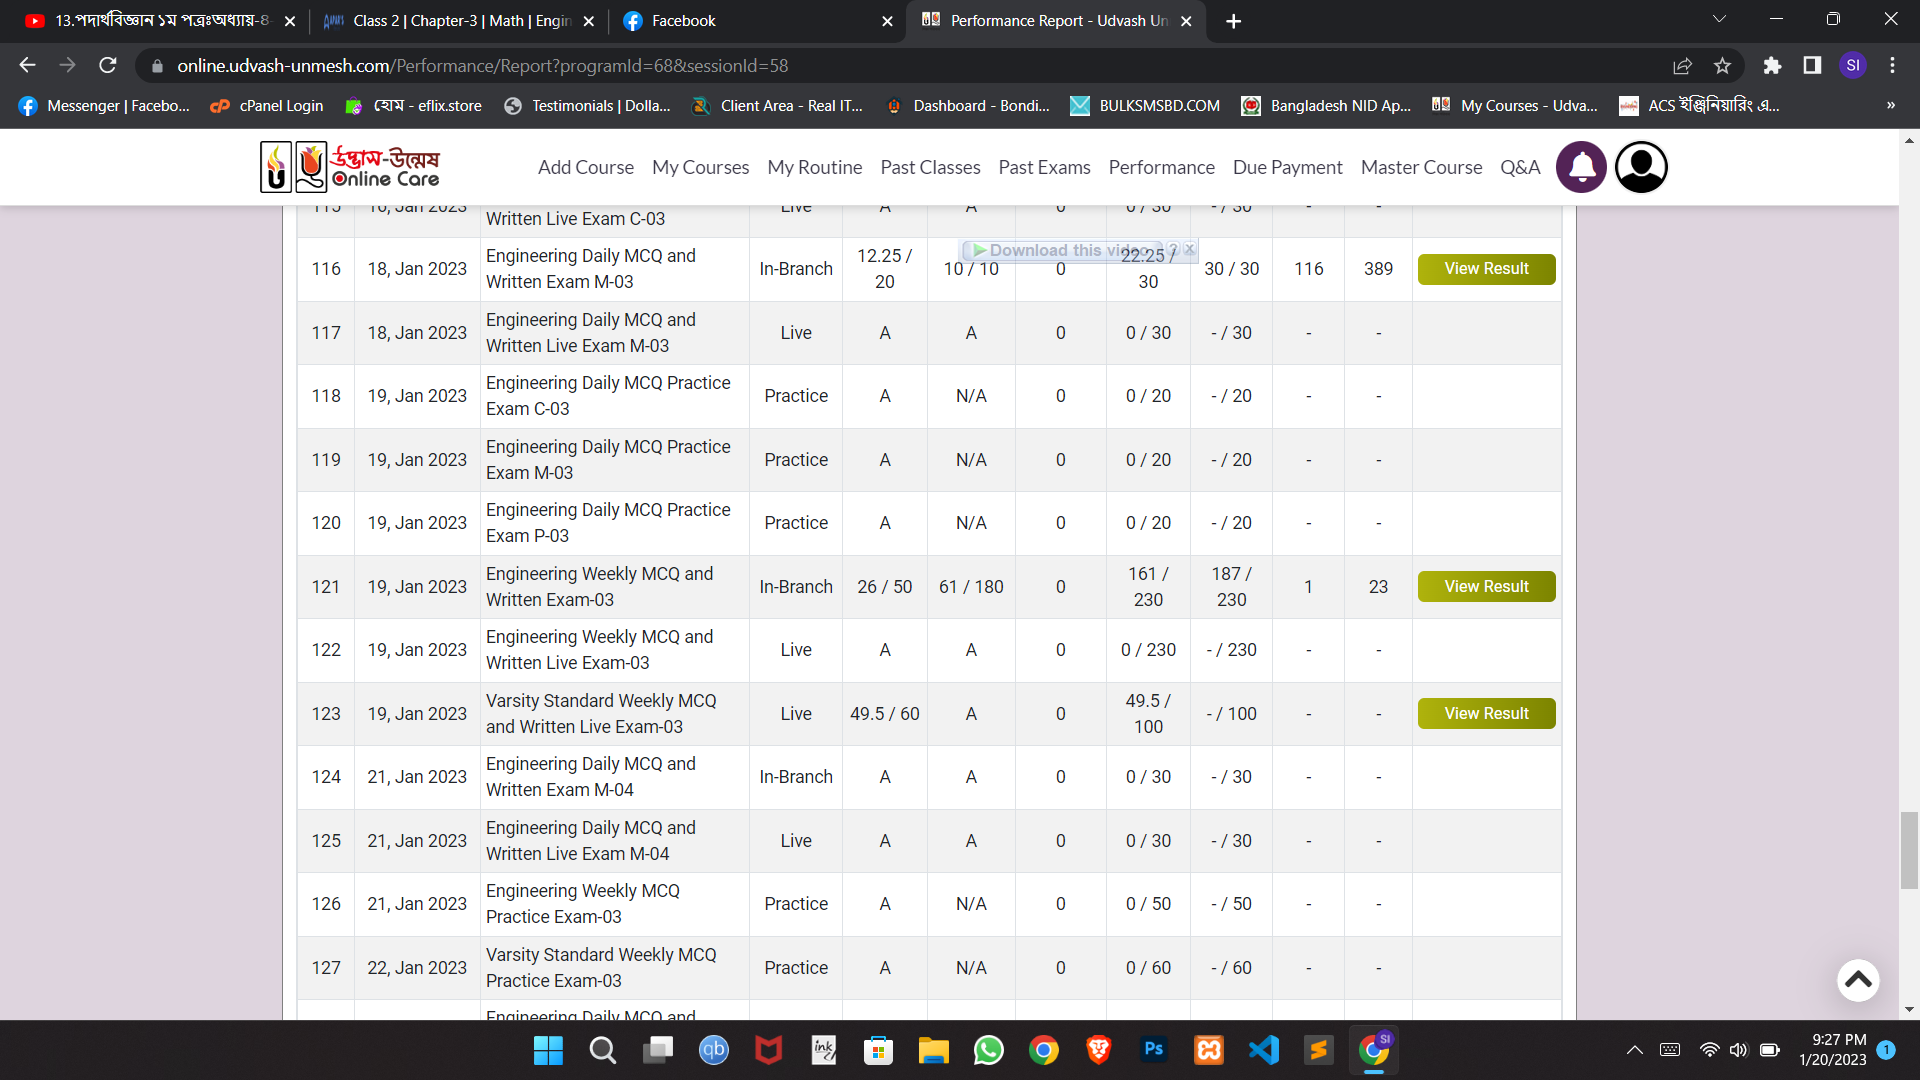 13.পদার্থবিজ্ঞান ১ম পত্রঃঅধ্যায়-8-
Class 2 | Chapter-3 | Math | Engin
Facebook
Performance Report - Udvash Un
online.udvash-unmesh.com/Performance/Report?programId=68&sessionId=58
SI
Messenger | Facebo...
cPanel Login
হোম - eflix.store
Testimonials | Dolla...
Client Area - Real IT...
Dashboard - Bondi...
BULKSMSBD.COM
Bangladesh NID Ap...
My Courses - Udva...
ACS ইঞ্জিনিয়ারিং এ...
»
উদ্ভাস-উন্মেষ
Online Care
Add Course My Courses My Routine Past Classes Past Exams Performance Due Payment Master Course Q&A
115 16, Jan 2023 Written Live Exam C-03 Live A A 0 0 / 30 - / 30 - -
Download this video ? x
116 18, Jan 2023 Engineering Daily MCQ and Written Exam M-03 In-Branch 12.25 / 20 10 / 10 0 22.25 / 30 30 / 30 116 389 View Result
117 18, Jan 2023 Engineering Daily MCQ and Written Live Exam M-03 Live A A 0 0 / 30 - / 30 - -
118 19, Jan 2023 Engineering Daily MCQ Practice Exam C-03 Practice A N/A 0 0 / 20 - / 20 - -
119 19, Jan 2023 Engineering Daily MCQ Practice Exam M-03 Practice A N/A 0 0 / 20 - / 20 - -
120 19, Jan 2023 Engineering Daily MCQ Practice Exam P-03 Practice A N/A 0 0 / 20 - / 20 - -
121 19, Jan 2023 Engineering Weekly MCQ and Written Exam-03 In-Branch 26 / 50 61 / 180 0 161 / 230 187 / 230 1 23 View Result
122 19, Jan 2023 Engineering Weekly MCQ and Written Live Exam-03 Live A A 0 0 / 230 - / 230 - -
123 19, Jan 2023 Varsity Standard Weekly MCQ and Written Live Exam-03 Live 49.5 / 60 A 0 49.5 / 100 - / 100 - - View Result
124 21, Jan 2023 Engineering Daily MCQ and Written Exam M-04 In-Branch A A 0 0 / 30 - / 30 - -
125 21, Jan 2023 Engineering Daily MCQ and Written Live Exam M-04 Live A A 0 0 / 30 - / 30 - -
126 21, Jan 2023 Engineering Weekly MCQ Practice Exam-03 Practice A N/A 0 0 / 50 - / 50 - -
127 22, Jan 2023 Varsity Standard Weekly MCQ Practice Exam-03 Practice A N/A 0 0 / 60 - / 60 - -
Engineering Daily MCQ and
qb
ink
Ps
SI
9:27 PM
1/20/2023
1